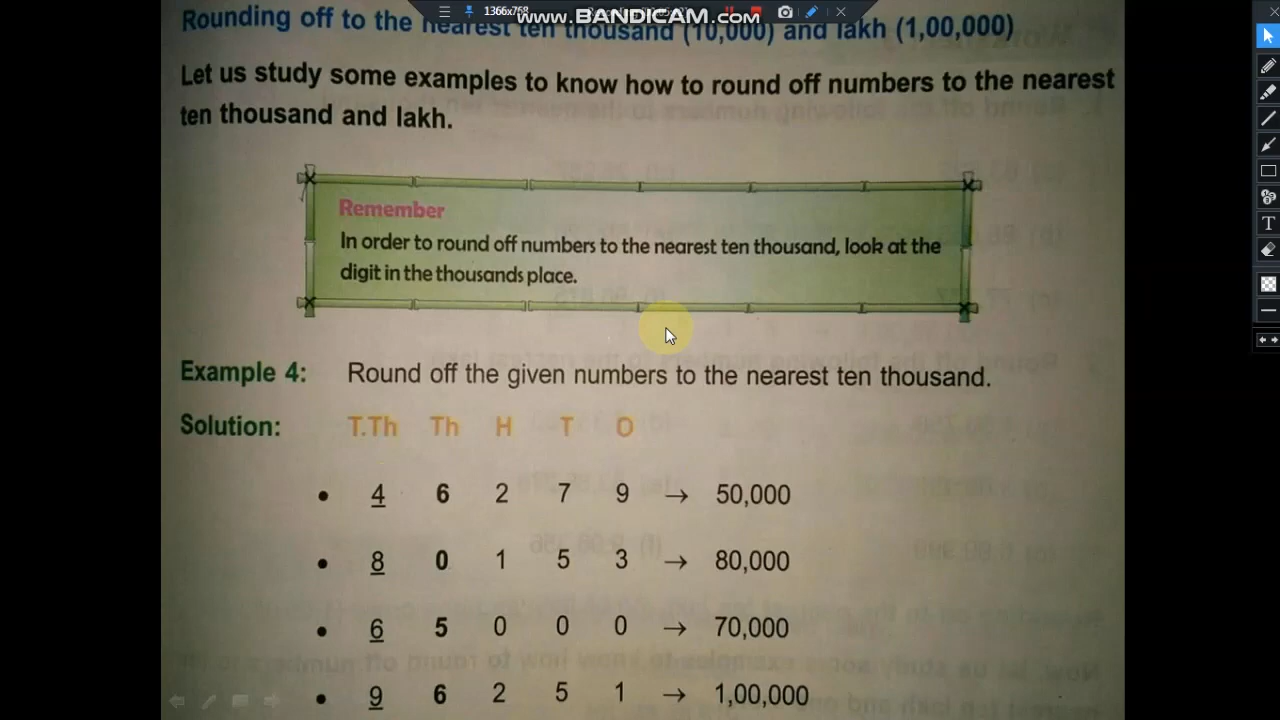 1366x768
www.BANDICAM.com
Rounding off to the nearest ten thousand (10,000) and lakh (1,00,000)
Let us study some examples to know how to round off numbers to the nearest
ten thousand and lakh.
Remember
In order to round off numbers to the nearest ten thousand, look at the
digit in the thousands place.
Example 4: Round off the given numbers to the nearest ten thousand.
Solution: T.Th Th H T O
• 4 6 2 7 9 → 50,000
• 8 0 1 5 3 → 80,000
• 6 5 0 0 0 → 70,000
• 9 6 2 5 1 → 1,00,000